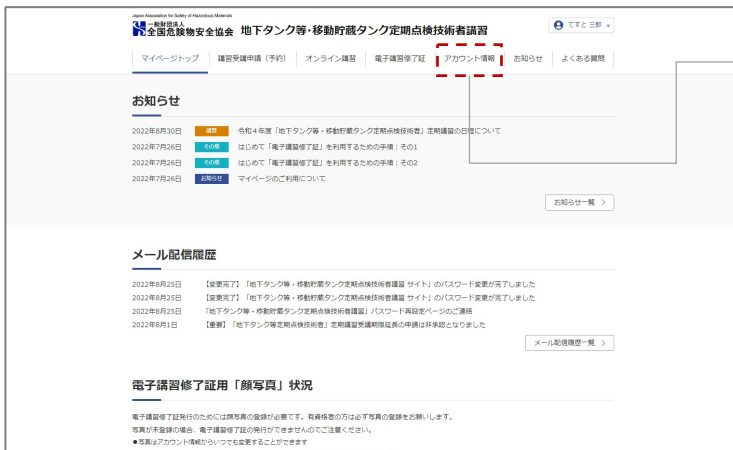 Japan Association for Safety of Hazardous Materials
一般財団法人
全国危険物安全協会 地下タンク等・移動貯蔵タンク定期点検技術者講習
てすと三郎
マイページトップ 講習受講申請(予約) オンライン講習 電子講習修了証 アカウント情報 お知らせ よくある質問
お知らせ
2022年8月30日 講習 令和4年度「地下タンク等・移動貯蔵タンク定期点検技術者」定期講習の日程について
2022年7月26日 その他 はじめて「電子講習修了証」を利用するための手順:その1
2022年7月26日 その他 はじめて「電子講習修了証」を利用するための手順:その2
2022年7月26日 お知らせ マイページのご利用について
お知らせ一覧
メール配信履歴
2022年8月25日 【変更完了】「地下タンク等・移動貯蔵タンク定期点検技術者講習 サイト」のパスワード変更が完了しました
2022年8月25日 【変更完了】「地下タンク等・移動貯蔵タンク定期点検技術者講習 サイト」のパスワード変更が完了しました
2022年8月25日 「地下タンク等・移動貯蔵タンク定期点検技術者講習」パスワード再設定ページのご連絡
2022年8月1日 【重要】「地下タンク等定期点検技術者」定期講習受講期限延長の申請は非承認となりました
メール配信履歴一覧
電子講習修了証用「顔写真」状況
電子講習修了証発行のためには顔写真の登録が必要です。有資格者の方は必ず写真の登録をお願いします。
写真が未登録の場合、電子講習修了証の発行ができませんのでご注意ください。
●写真はアカウント情報からいつでも変更することができます